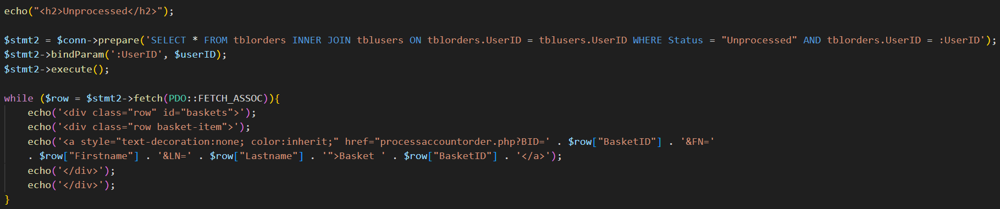 echo("<h2>Unprocessed</h2>");
$stmt2 = $conn->prepare('SELECT * FROM tblorders INNER JOIN tblusers ON tblorders.UserID = tblusers.UserID WHERE Status = "Unprocessed" AND tblorders.UserID = :UserID');
$stmt2->bindParam(':UserID', $userID);
$stmt2->execute();
while ($row = $stmt2->fetch(PDO::FETCH_ASSOC)){
    echo('<div class="row" id="baskets">');
    echo('<div class="row basket-item">');
    echo('<a style="text-decoration:none; color:inherit;" href="processaccountorder.php?BID=' . $row["BasketID"] . '&FN='
    . $row["Firstname"] . '&LN=' . $row["Lastname"] . '">Basket ' . $row["BasketID"] . '</a>');
    echo('</div>');
    echo('</div>');
}